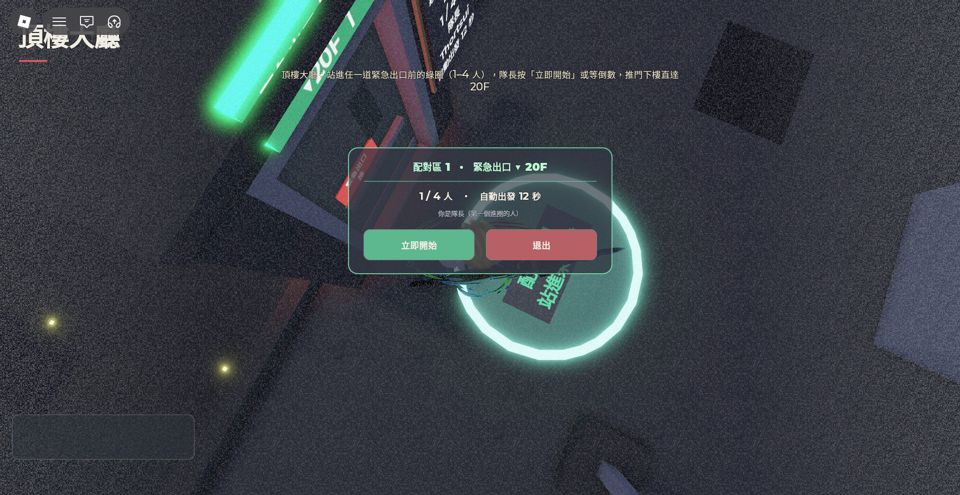 頂樓大廳
▼20F
頂樓大廳:站進任一道緊急出口前的綠圈(1–4 人),隊長按「立即開始」或等倒數,推門下樓直達
20F
配對區 1 • 緊急出口 ▼ 20F
1 / 4 人 • 自動出發 12 秒
你是隊長(第一個進圈的人)
立即開始
退出
站進來